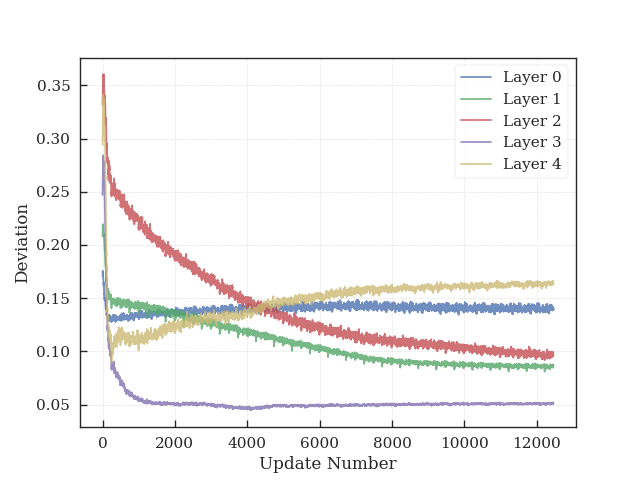 0.35
0.30
0.25
0.20
0.15
0.10
0.05
Deviation
0 2000 4000 6000 8000 10000 12000
Update Number
Layer 0
Layer 1
Layer 2
Layer 3
Layer 4